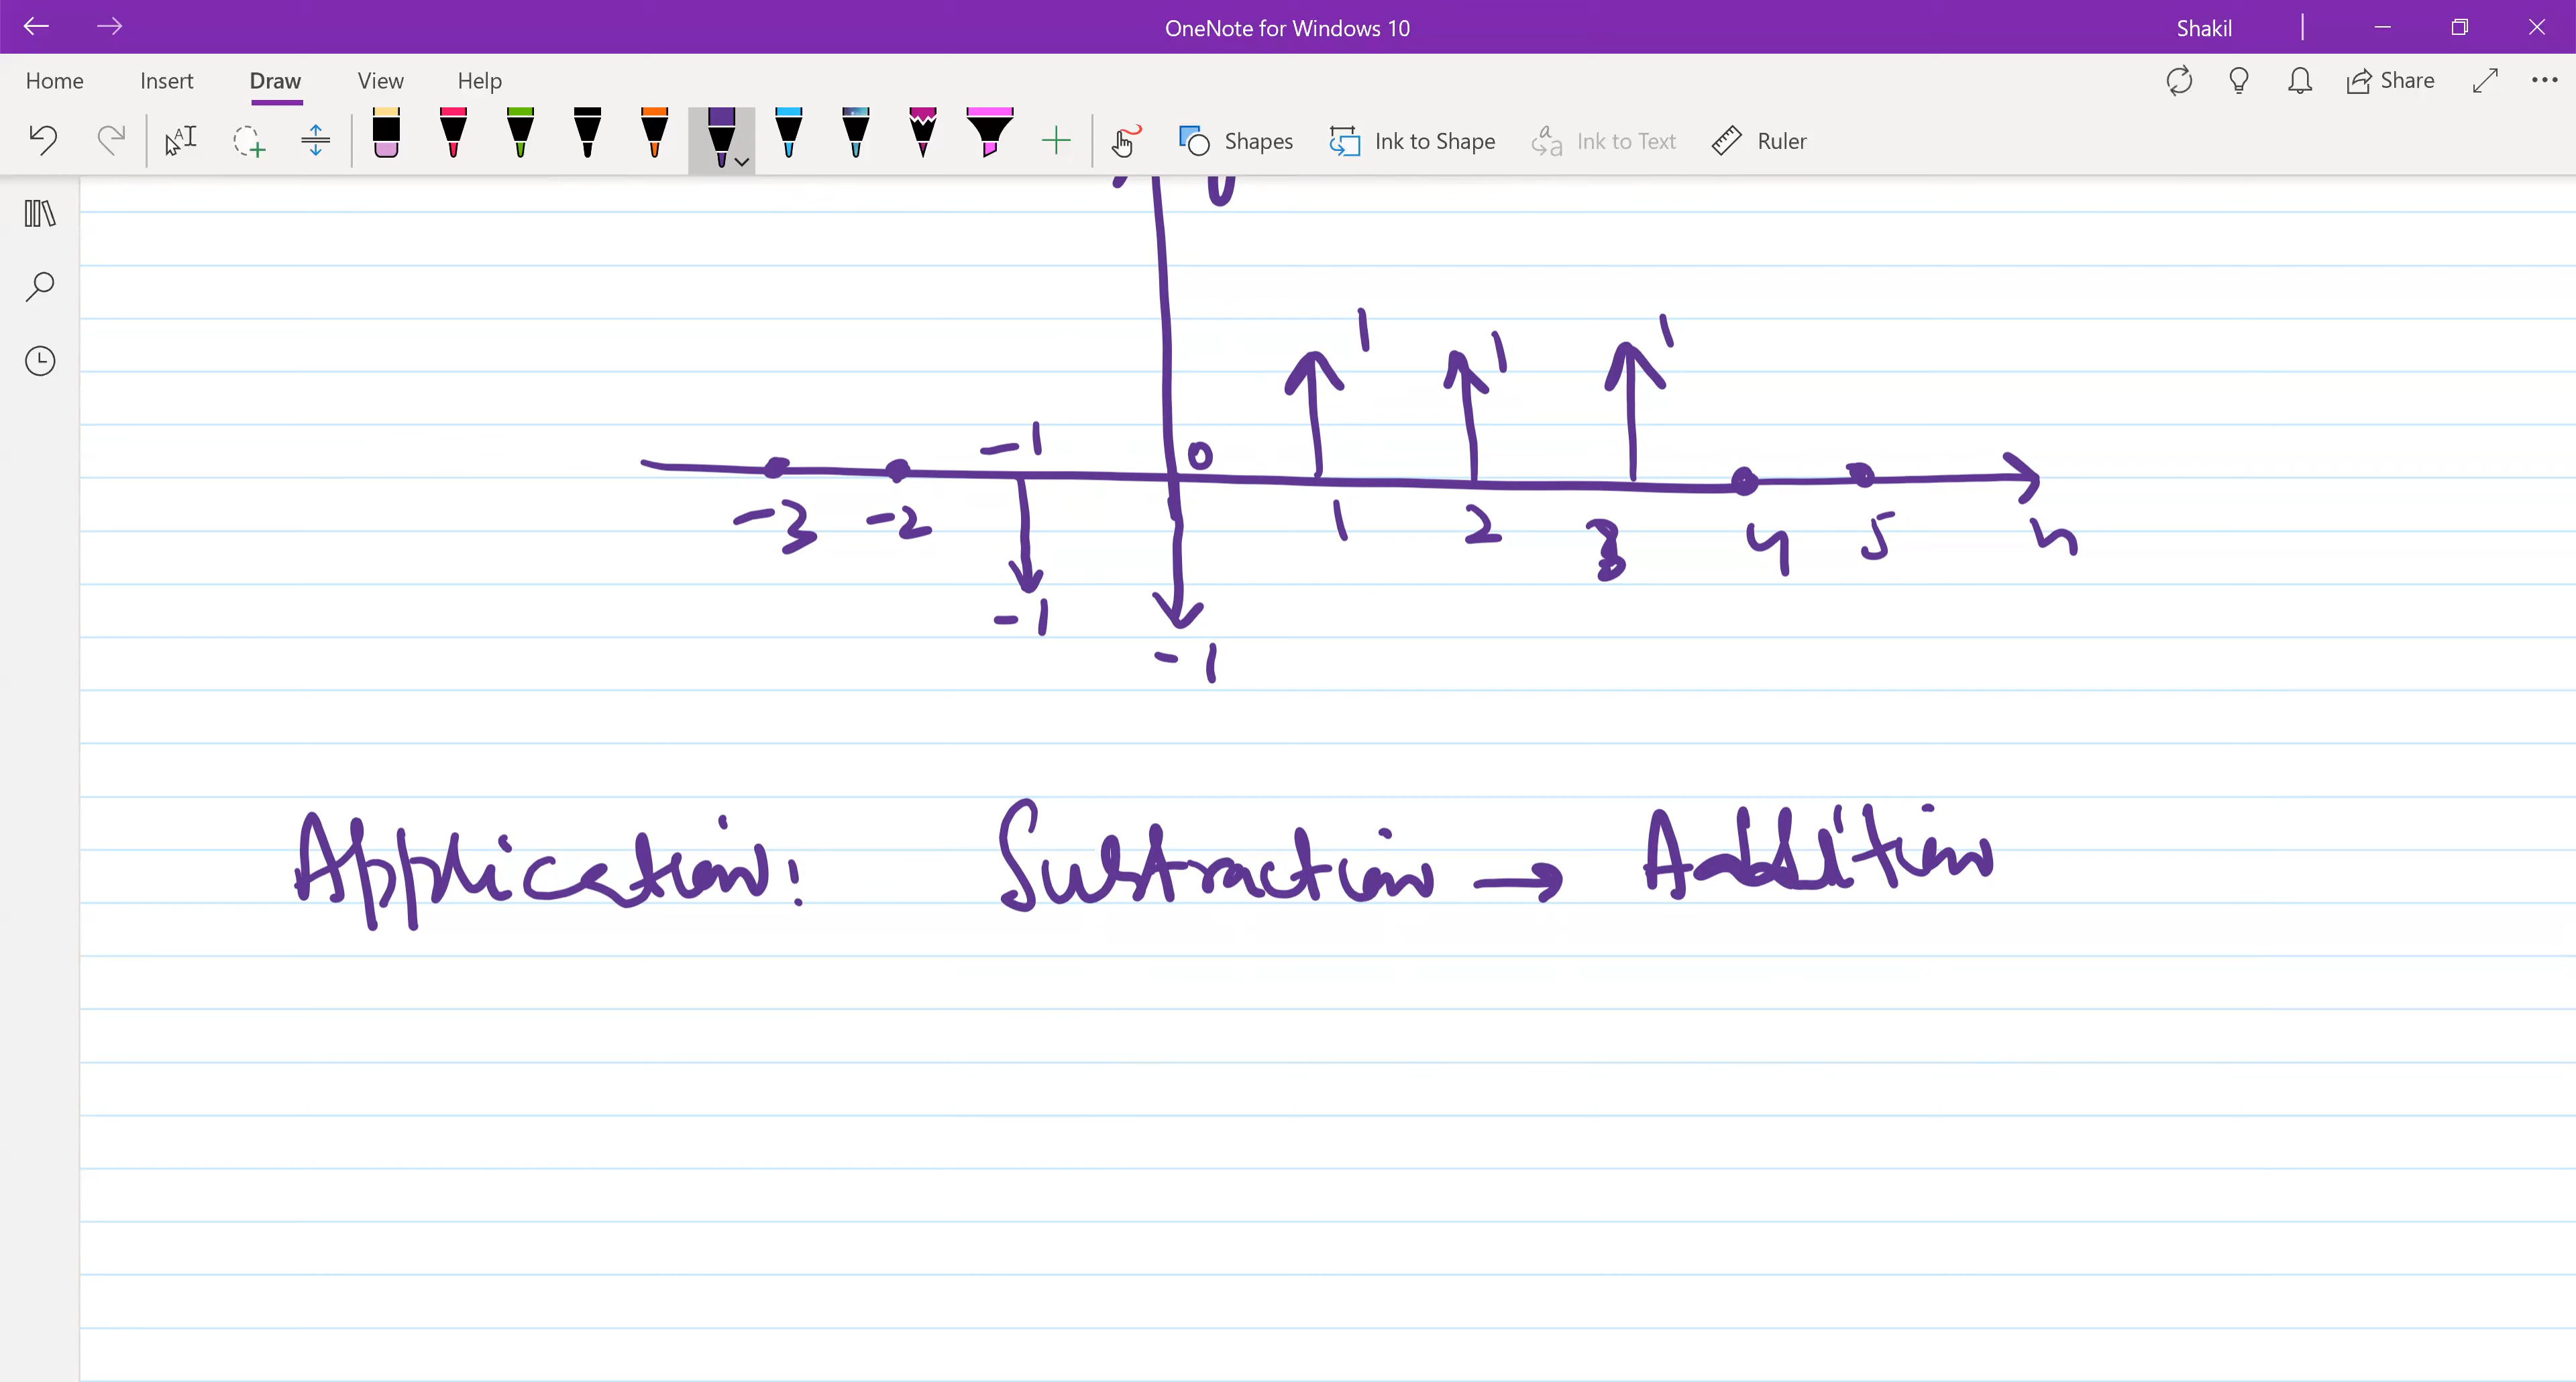 OneNote for Windows 10 Shakil
Home Insert Draw View Help Share
Shapes Ink to Shape Ink to Text Ruler
1 1 1
-1 0
-3 -2 1 2 3 4 5 n
-1
-1
Application: Subtraction → Addition